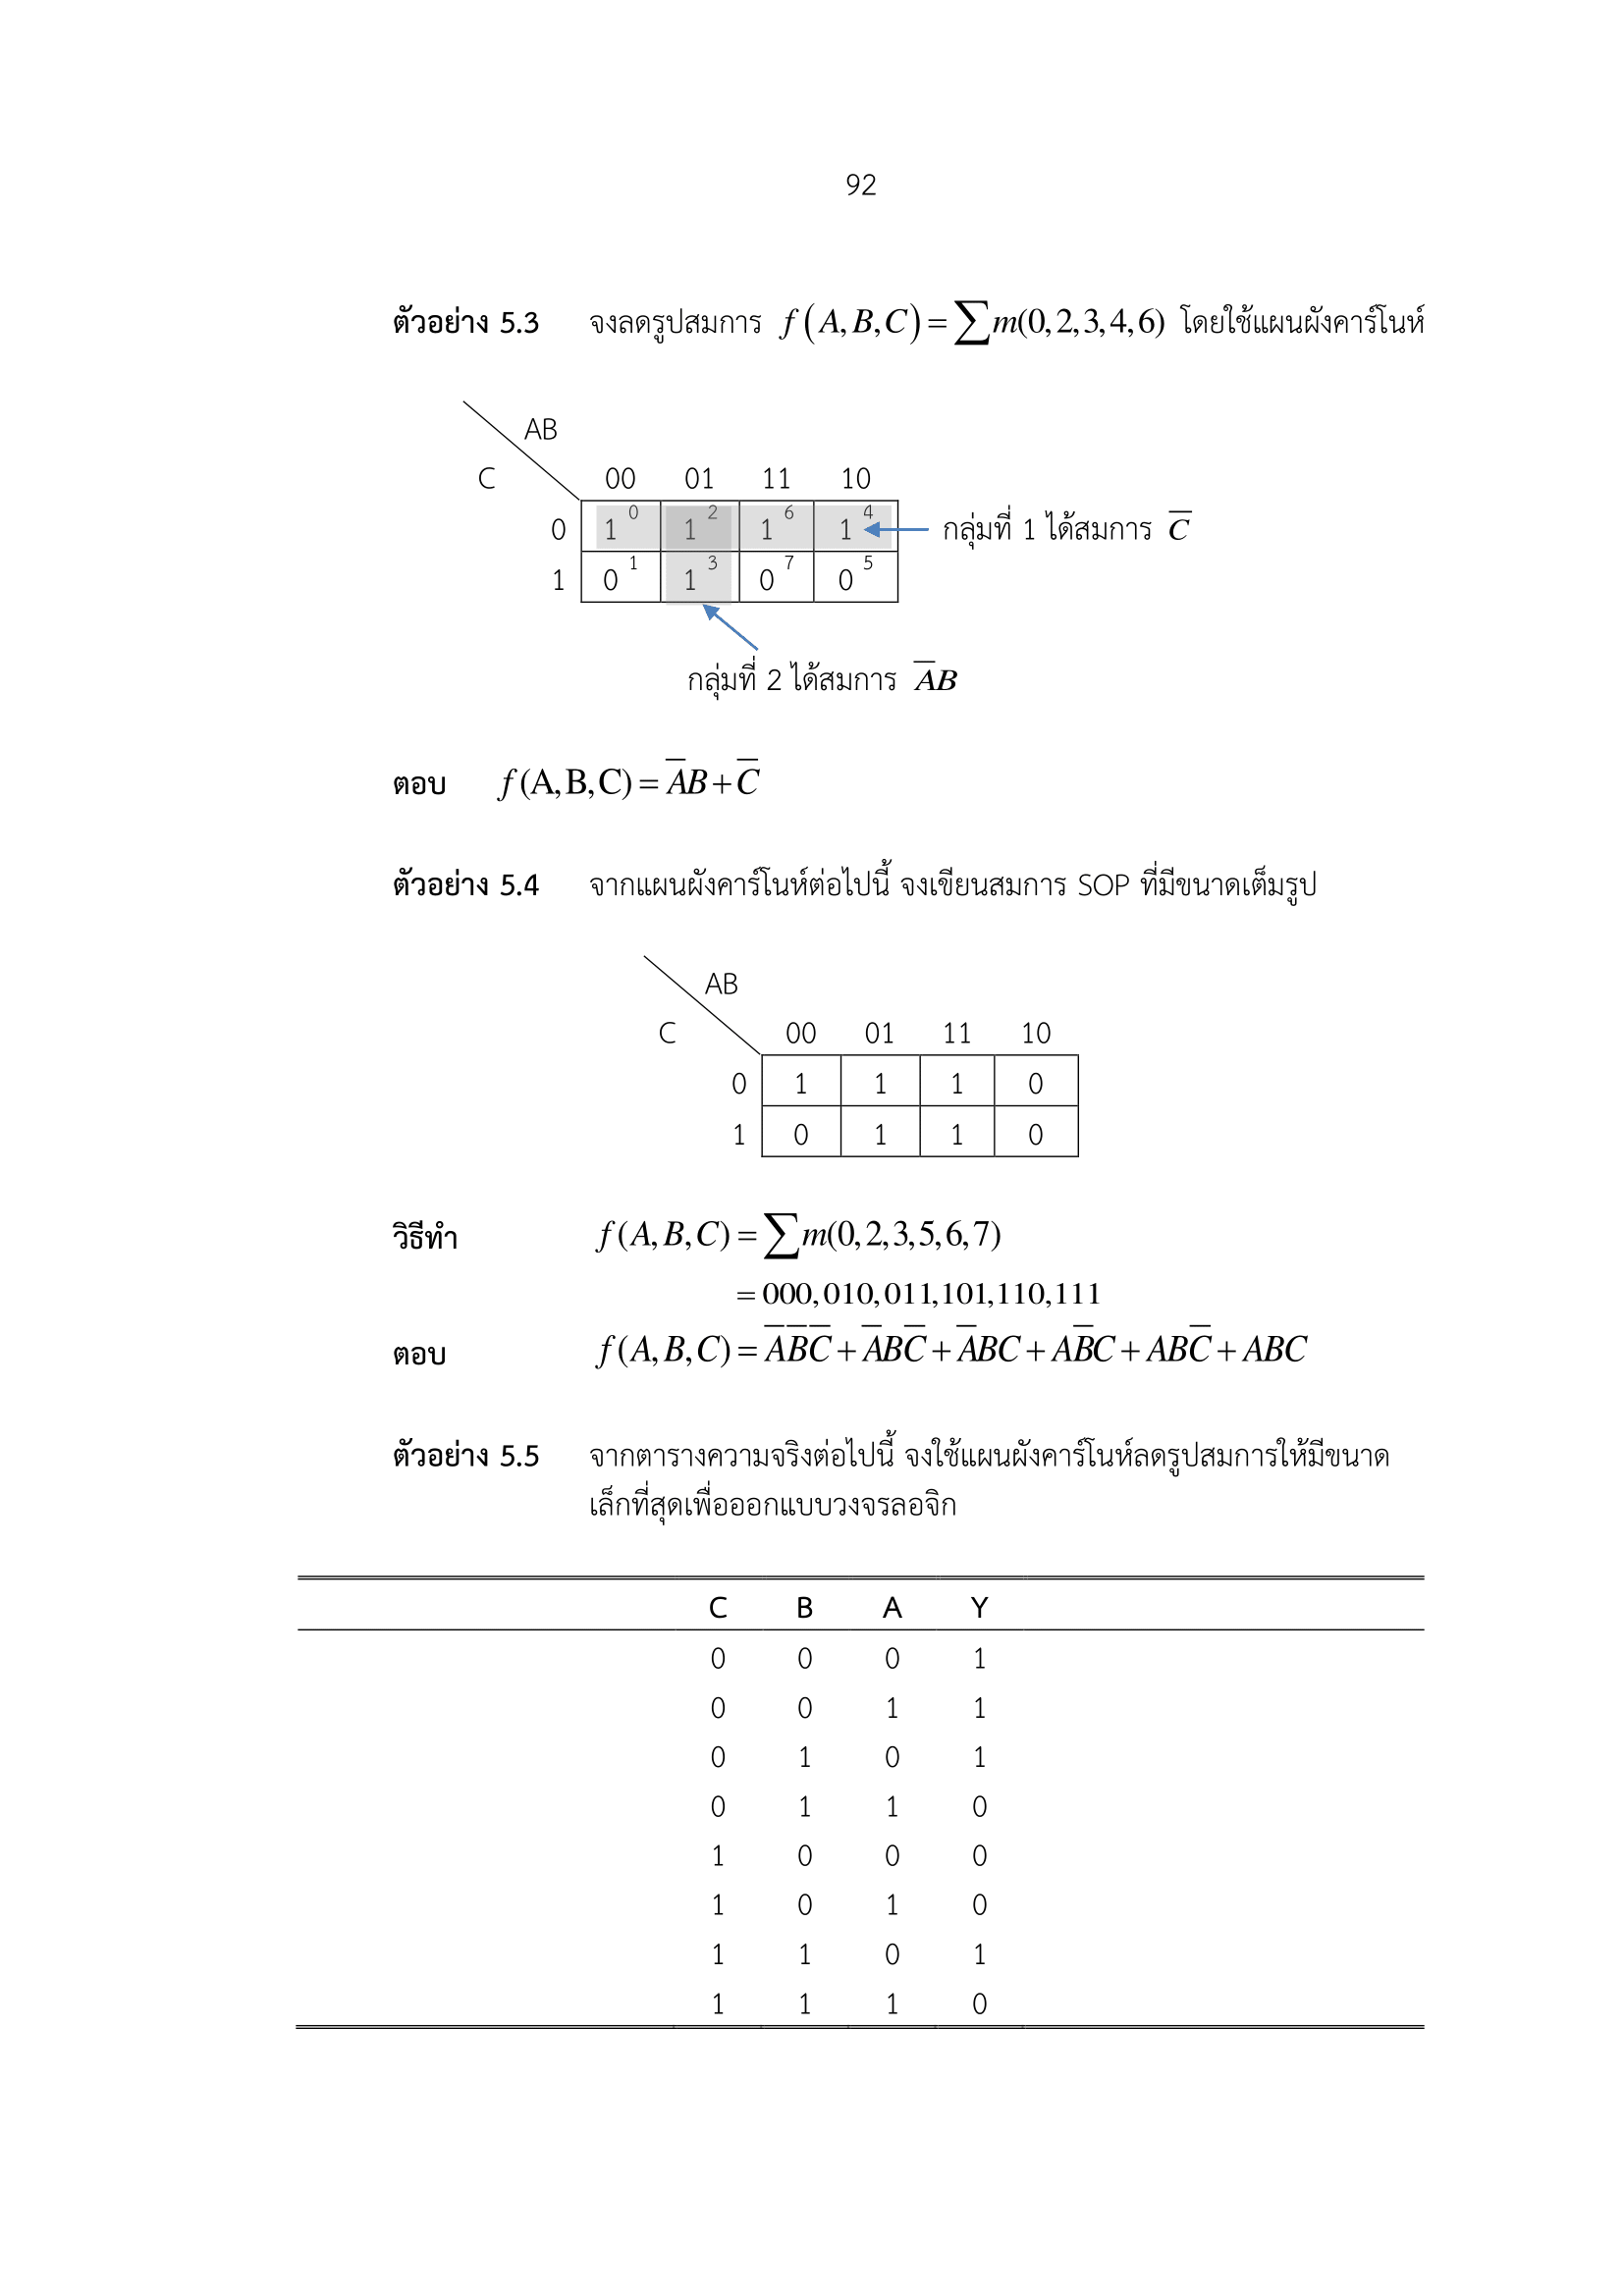 92
ตัวอย่าง 5.3 จงลดรูปสมการ f(A,B,C)=∑m(0,2,3,4,6) โดยใช้แผนผังคาร์โนห์
AB
C 00 01 11 10
0 1 0 1 2 1 6 1 4 กลุ่มที่ 1 ได้สมการ C̅
1 0 1 1 3 0 7 0 5
กลุ่มที่ 2 ได้สมการ A̅B
ตอบ f(A,B,C)=A̅B+C̅
ตัวอย่าง 5.4 จากแผนผังคาร์โนห์ต่อไปนี้ จงเขียนสมการ SOP ที่มีขนาดเต็มรูป
AB
C 00 01 11 10
0 1 1 1 0
1 0 1 1 0
วิธีทำ f(A,B,C)=∑m(0,2,3,5,6,7)
=000,010,011,101,110,111
ตอบ f(A,B,C)=A̅B̅C̅+A̅BC̅+A̅BC+AB̅C+ABC̅+ABC
ตัวอย่าง 5.5 จากตารางความจริงต่อไปนี้ จงใช้แผนผังคาร์โนห์ลดรูปสมการให้มีขนาด
เล็กที่สุดเพื่อออกแบบวงจรลอจิก
C B A Y
0 0 0 1
0 0 1 1
0 1 0 1
0 1 1 0
1 0 0 0
1 0 1 0
1 1 0 1
1 1 1 0